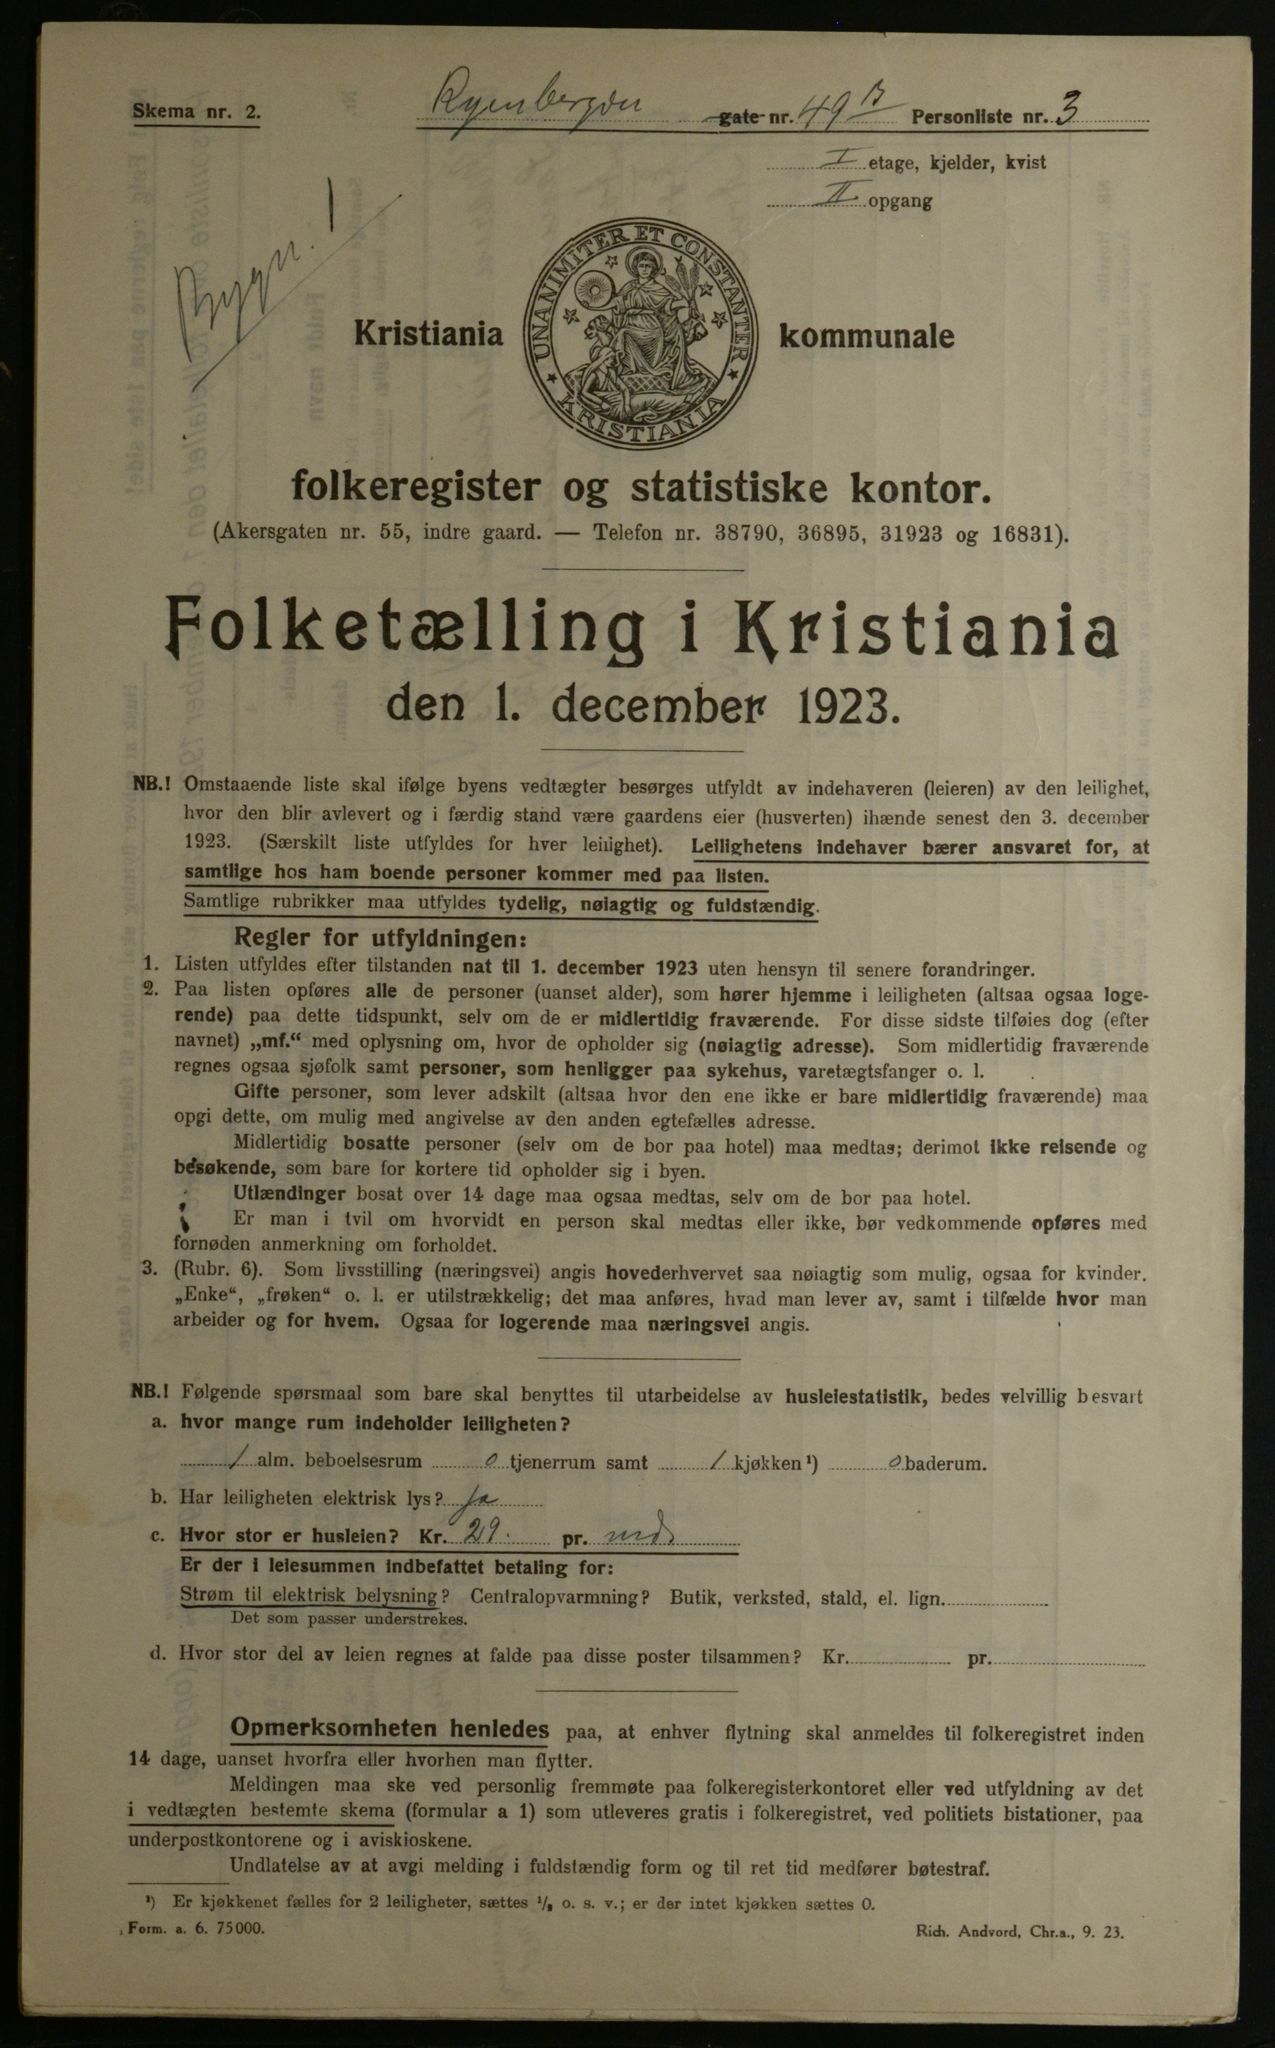 Skema nr. 2.
gate nr. 49 B Personliste nr. 3
I etage, kjelder, kvist
II opgang
Bygn. 1
UNANIMITER ET CONSTANTER
KRISTIANIA
Kristiania kommunale
folkeregister og statistiske kontor.
(Akersgaten nr. 55, indre gaard. — Telefon nr. 38790, 36895, 31923 og 16831).
Folketælling i Kristiania
den 1. december 1923.
NB.! Omstaaende liste skal ifølge byens vedtægter besørges utfyldt av indehaveren (leieren) av den leilighet,
hvor den blir avlevert og i færdig stand være gaardens eier (husverten) ihænde senest den 3. december
1923. (Særskilt liste utfyldes for hver leilighet). Leilighetens indehaver bærer ansvaret for, at
samtlige hos ham boende personer kommer med paa listen.
Samtlige rubrikker maa utfyldes tydelig, nøiagtig og fuldstændig.
Regler for utfyldningen:
1. Listen utfyldes efter tilstanden nat til 1. december 1923 uten hensyn til senere forandringer.
2. Paa listen opføres alle de personer (uanset alder), som hører hjemme i leiligheten (altsaa ogsaa loge-
rende) paa dette tidspunkt, selv om de er midlertidig fraværende. For disse sidste tilføies dog (efter
navnet) „mf.“ med oplysning om, hvor de opholder sig (nøiagtig adresse). Som midlertidig fraværende
regnes ogsaa sjøfolk samt personer, som henligger paa sykehus, varetægtsfanger o. l.
Gifte personer, som lever adskilt (altsaa hvor den ene ikke er bare midlertidig fraværende) maa
opgi dette, om mulig med angivelse av den anden egtefælles adresse.
Midlertidig bosatte personer (selv om de bor paa hotel) maa medtas; derimot ikke reisende og
besøkende, som bare for kortere tid opholder sig i byen.
Utlændinger bosat over 14 dage maa ogsaa medtas, selv om de bor paa hotel.
Er man i tvil om hvorvidt en person skal medtas eller ikke, bør vedkommende opføres med
fornøden anmerkning om forholdet.
3. (Rubr. 6). Som livsstilling (næringsvei) angis hovederhvervet saa nøiagtig som mulig, ogsaa for kvinder.
„Enke“, „frøken“ o. l. er utilstrækkelig; det maa anføres, hvad man lever av, samt i tilfælde hvor man
arbeider og for hvem. Ogsaa for logerende maa næringsvei angis.
NB.! Følgende spørsmaal som bare skal benyttes til utarbeidelse av husleiestatistik, bedes velvillig besvart
a. hvor mange rum indeholder leiligheten?
1 alm. beboelsesrum 0 tjenerrum samt 1 kjøkken ¹) 0 baderum.
b. Har leiligheten elektrisk lys? Ja
c. Hvor stor er husleien? Kr. 29. pr. md.
Er der i leiesummen indbefattet betaling for:
Strøm til elektrisk belysning? Centralopvarmning? Butik, verksted, stald, el. lign.
Det som passer understrekes.
d. Hvor stor del av leien regnes at falde paa disse poster tilsammen? Kr. pr.
Opmerksomheten henledes paa, at enhver flytning skal anmeldes til folkeregistret inden
14 dage, uanset hvorfra eller hvorhen man flytter.
Meldingen maa ske ved personlig fremmøte paa folkeregisterkontoret eller ved utfyldning av det
i vedtægten bestemte skema (formular a 1) som utleveres gratis i folkeregistret, ved politiets bistationer, paa
underpostkontorene og i aviskioskene.
Undlatelse av at avgi melding i fuldstændig form og til ret tid medfører bøtestraf.
¹) Er kjøkkenet fælles for 2 leiligheter, sættes ½ o. s. v.; er der intet kjøkken sættes 0.
Form. a. 6. 75000.
Rich. Andvord, Chr.a., 9. 23.